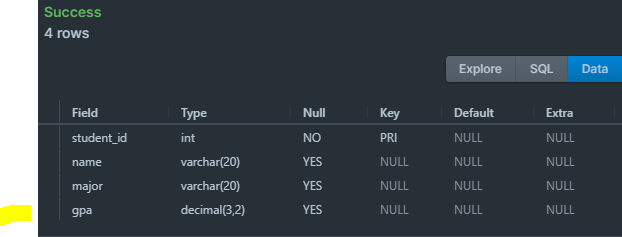 Success
4 rows
Explore SQL Data
Field Type Null Key Default Extra
student_id int NO PRI NULL NULL
name varchar(20) YES NULL NULL NULL
major varchar(20) YES NULL NULL NULL
gpa decimal(3,2) YES NULL NULL NULL